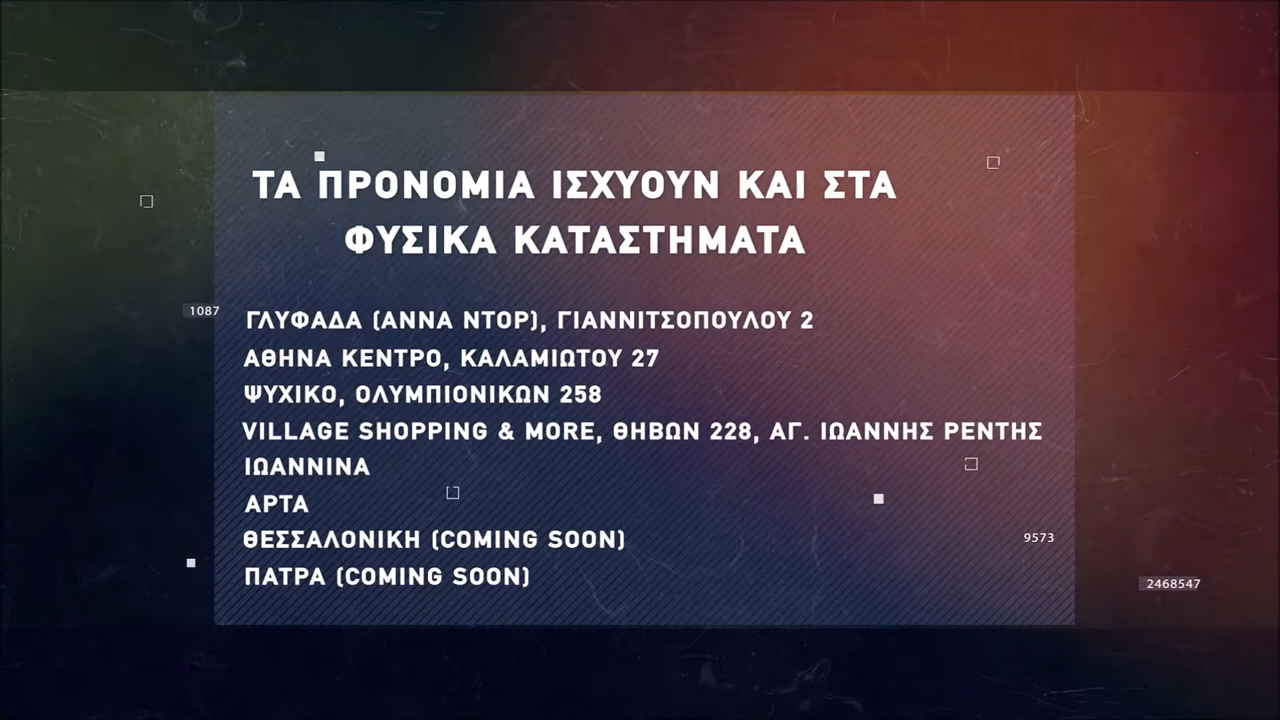 ΤΑ ΠΡΟΝΟΜΙΑ ΙΣΧΥΟΥΝ ΚΑΙ ΣΤΑ
ΦΥΣΙΚΑ ΚΑΤΑΣΤΗΜΑΤΑ
1087
ΓΛΥΦΑΔΑ (ΑΝΝΑ ΝΤΟΡ), ΓΙΑΝΝΙΤΣΟΠΟΥΛΟΥ 2
ΑΘΗΝΑ ΚΕΝΤΡΟ, ΚΑΛΑΜΙΩΤΟΥ 27
ΨΥΧΙΚΟ, ΟΛΥΜΠΙΟΝΙΚΩΝ 258
VILLAGE SHOPPING & MORE, ΘΗΒΩΝ 228, ΑΓ. ΙΩΑΝΝΗΣ ΡΕΝΤΗΣ
ΙΩΑΝΝΙΝΑ
ΑΡΤΑ
ΘΕΣΣΑΛΟΝΙΚΗ (COMING SOON)
9573
ΠΑΤΡΑ (COMING SOON)
2468547